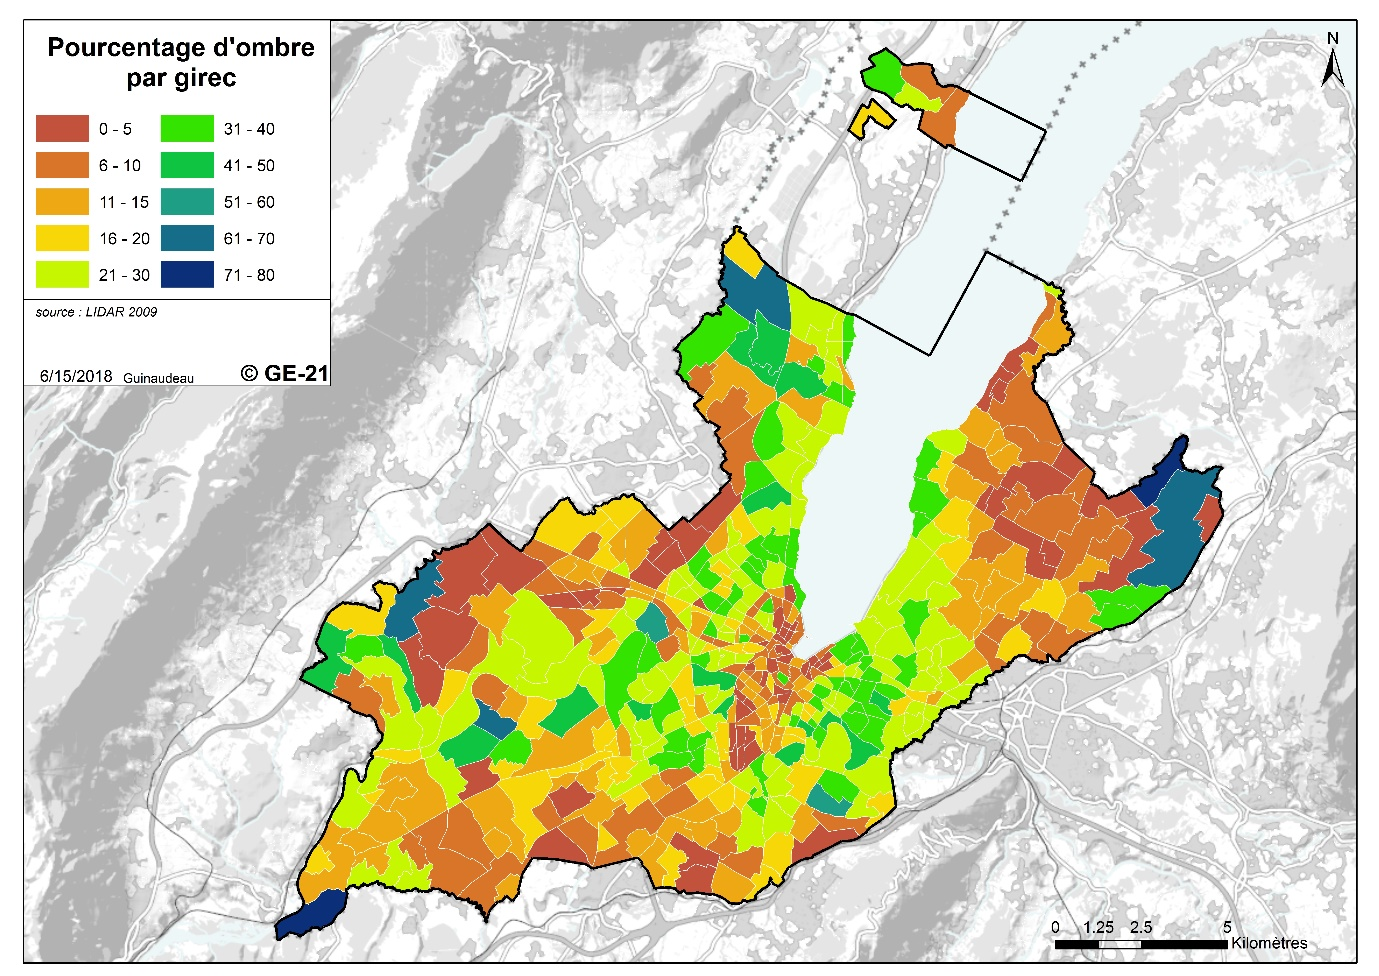 Pourcentage d'ombre
par girec
0 - 5
6 - 10
11 - 15
16 - 20
21 - 30
31 - 40
41 - 50
51 - 60
61 - 70
71 - 80
source : LIDAR 2009
6/15/2018 Guinaudeau © GE-21
N
0 1.25 2.5 5
Kilomètres